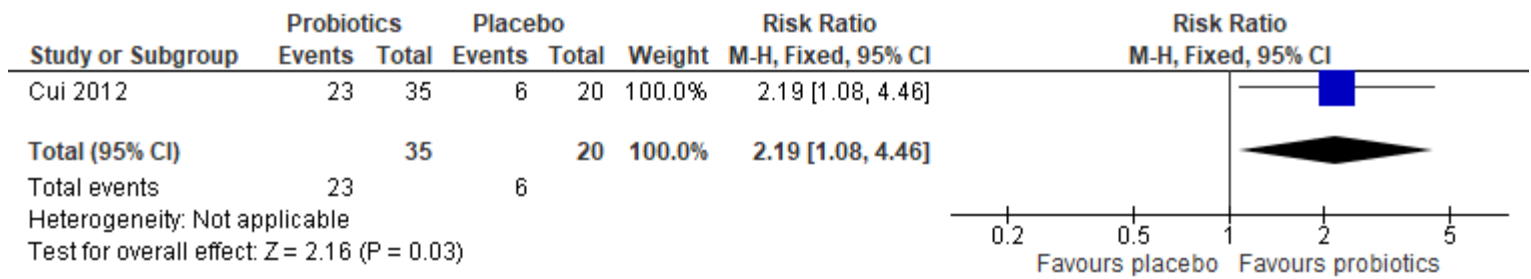 Probiotics Placebo Risk Ratio Risk Ratio
Study or Subgroup Events Total Events Total Weight M-H, Fixed, 95% CI M-H, Fixed, 95% CI
Cui 2012 23 35 6 20 100.0% 2.19 [1.08, 4.46]
Total (95% CI) 35 20 100.0% 2.19 [1.08, 4.46]
Total events 23 6
Heterogeneity: Not applicable
Test for overall effect: Z = 2.16 (P = 0.03)
0.2 0.5 1 2 5
Favours placebo Favours probiotics